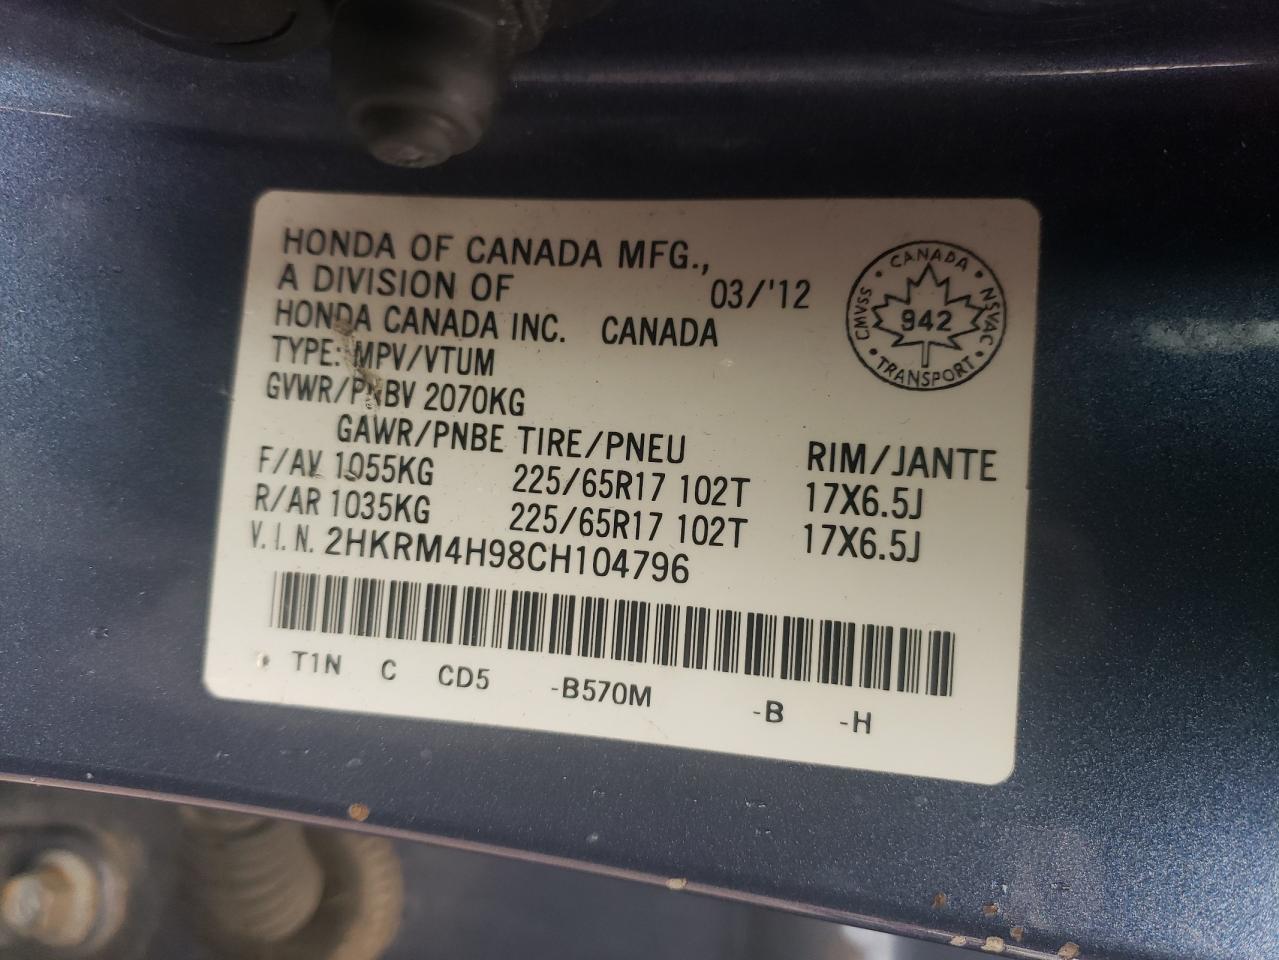 HONDA OF CANADA MFG.,
A DIVISION OF 03/'12
HONDA CANADA INC. CANADA
TYPE: MPV/VTUM
GVWR/PNBV 2070KG
GAWR/PNBE TIRE/PNEU RIM/JANTE
F/AV 1055KG 225/65R17 102T 17X6.5J
R/AR 1035KG 225/65R17 102T 17X6.5J
V.I.N. 2HKRM4H98CH104796
T1N C CD5 -B570M -B -H
CANADA
CMVSS 942 NSVAC
TRANSPORT